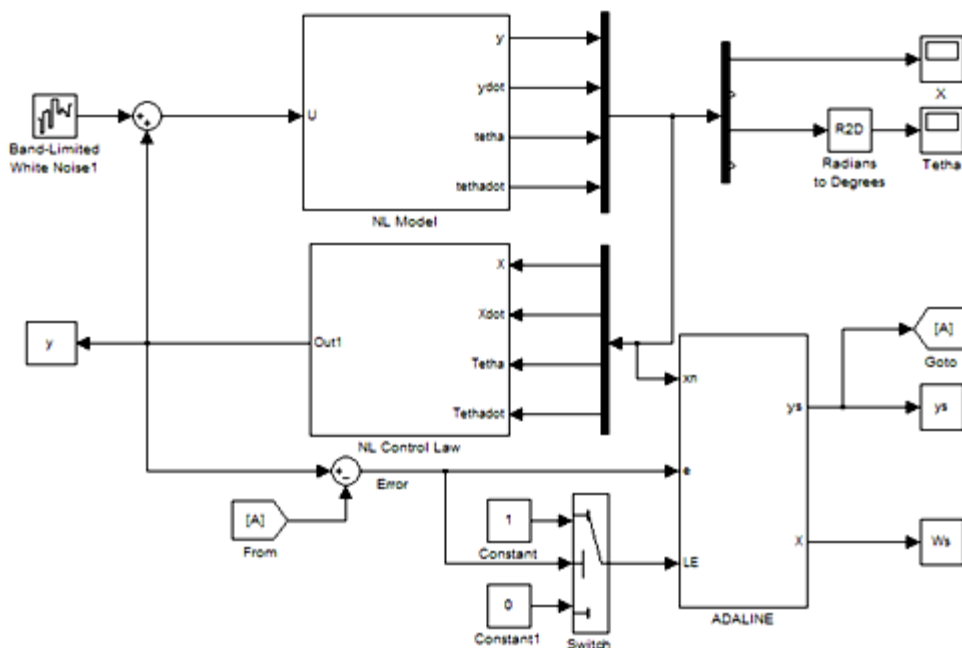 y
ydot
tetha
tethadot
U
NL Model
Band-Limited
White Noise1
X
R2D
Radians
to Degrees
Tetha
X
Xdot
Tetha
Tethadot
Out1
NL Control Law
y
[A]
Goto
xn
ys
ys
e
Error
[A]
From
1
Constant
0
Constant1
Switch
LE
X
Ws
ADALINE